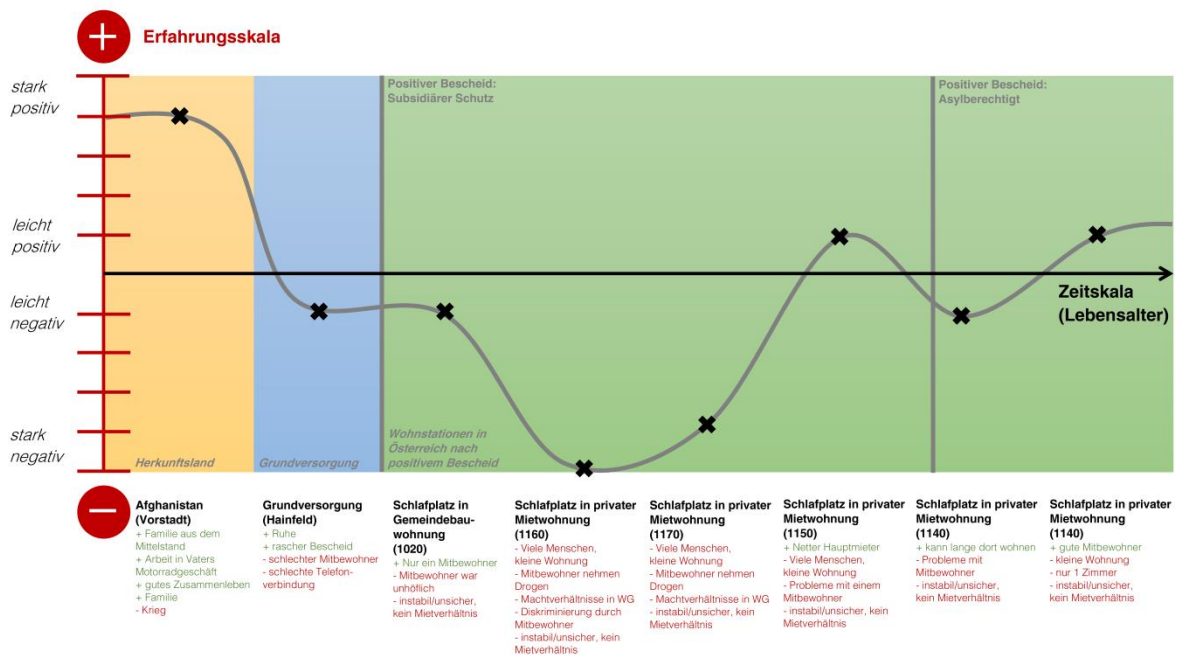 +
Erfahrungsskala
stark
positiv
leicht
positiv
leicht
negativ
stark
negativ
Positiver Bescheid:
Subsidiärer Schutz
Positiver Bescheid:
Asylberechtigt
Zeitskala
(Lebensalter)
Herkunftsland
Grundversorgung
Wohnstationen in
Österreich nach
positivem Bescheid
−
Afghanistan
(Vorstadt)
+ Familie aus dem
Mittelstand
+ Arbeit in Vaters
Motorradgeschäft
+ gutes Zusammenleben
+ Familie
- Krieg
Grundversorgung
(Hainfeld)
+ Ruhe
+ rascher Bescheid
- schlechter Mitbewohner
- schlechte Telefon-
verbindung
Schlafplatz in
Gemeindebau-
wohnung
(1020)
+ Nur ein Mitbewohner
- Mitbewohner war
unhöflich
- instabil/unsicher,
kein Mietverhältnis
Schlafplatz in privater
Mietwohnung
(1160)
- Viele Menschen,
kleine Wohnung
- Mitbewohner nehmen
Drogen
- Machtverhältnisse in WG
- Diskriminierung durch
Mitbewohner
- instabil/unsicher, kein
Mietverhältnis
Schlafplatz in privater
Mietwohnung
(1170)
- Viele Menschen,
kleine Wohnung
- Mitbewohner nehmen
Drogen
- Machtverhältnisse in WG
- instabil/unsicher, kein
Mietverhältnis
Schlafplatz in privater
Mietwohnung
(1150)
+ Netter Hauptmieter
- Viele Menschen,
kleine Wohnung
- Probleme mit einem
Mitbewohner
- instabil/unsicher, kein
Mietverhältnis
Schlafplatz in privater
Mietwohnung
(1140)
+ kann lange dort wohnen
- Probleme mit
Mitbewohner
- instabil/unsicher,
kein Mietverhältnis
Schlafplatz in privater
Mietwohnung
(1140)
+ gute Mitbewohner
- nur 1 Zimmer
- kleine Wohnung
- instabil/unsicher,
kein Mietverhältnis